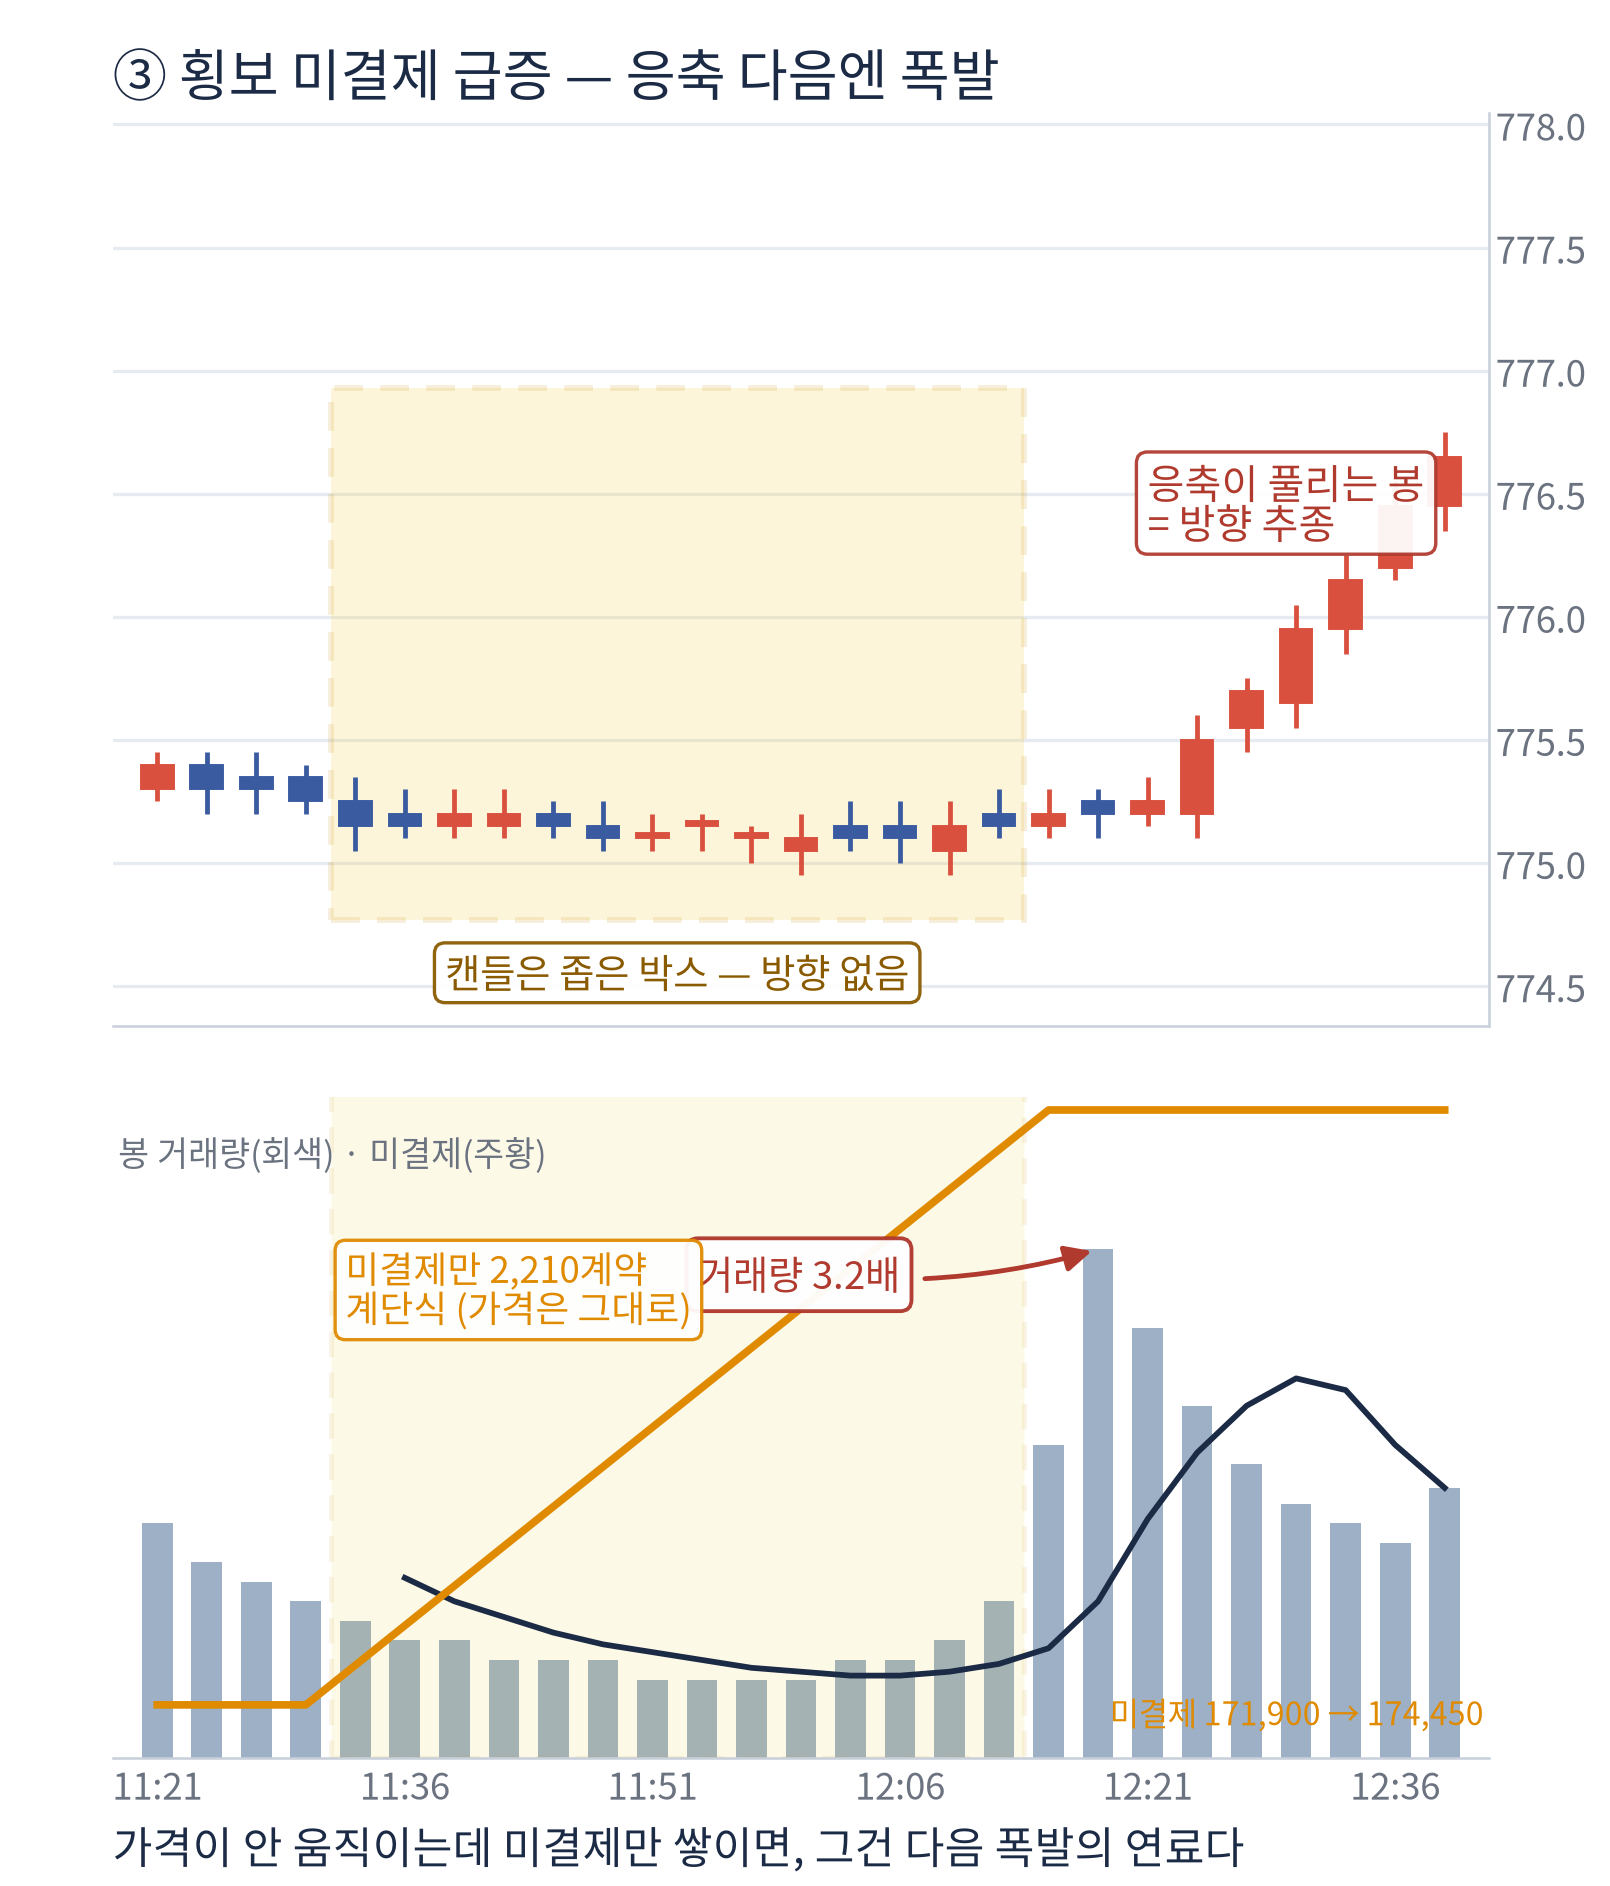 ③ 횡보 미결제 급증 — 응축 다음엔 폭발
778.0
777.5
777.0
776.5
776.0
775.5
775.0
774.5
응축이 풀리는 봉
= 방향 추종
캔들은 좁은 박스 — 방향 없음
봉 거래량(회색) · 미결제(주황)
미결제만 2,210계약
계단식 (가격은 그대로)
거래량 3.2배
미결제 171,900 → 174,450
11:21
11:36
11:51
12:06
12:21
12:36
가격이 안 움직이는데 미결제만 쌓이면, 그건 다음 폭발의 연료다